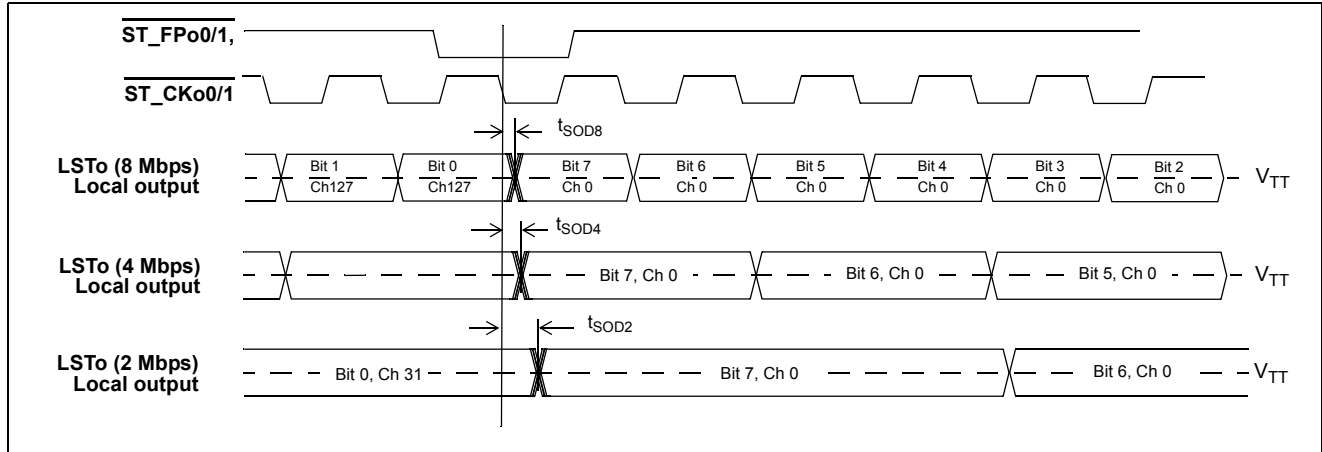 ST_FPo0/1,
ST_CKo0/1
tSOD8
LSTo (8 Mbps)
Local output
Bit 1
Ch127
Bit 0
Ch127
Bit 7
Ch 0
Bit 6
Ch 0
Bit 5
Ch 0
Bit 4
Ch 0
Bit 3
Ch 0
Bit 2
Ch 0
VTT
tSOD4
LSTo (4 Mbps)
Local output
Bit 7, Ch 0
Bit 6, Ch 0
Bit 5, Ch 0
VTT
tSOD2
LSTo (2 Mbps)
Local output
Bit 0, Ch 31
Bit 7, Ch 0
Bit 6, Ch 0
VTT